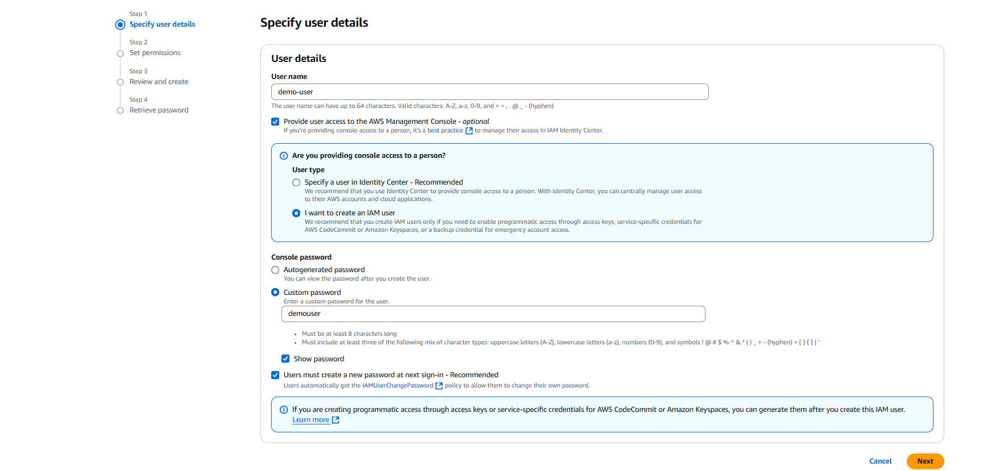 Step 1
Specify user details
Step 2
Set permissions
Step 3
Review and create
Step 4
Retrieve password
Specify user details
User details
User name
demo-user
The user name can have up to 64 characters. Valid characters: A-Z, a-z, 0-9, and + = , . @ _ - (hyphen)
Provide user access to the AWS Management Console - optional
If you're providing console access to a person, it's a best practice to manage their access in IAM Identity Center.
Are you providing console access to a person?
User type
Specify a user in Identity Center - Recommended
We recommend that you use Identity Center to provide console access to a person. With Identity Center, you can centrally manage user access
to their AWS accounts and cloud applications.
I want to create an IAM user
We recommend that you create IAM users only if you need to enable programmatic access through access keys, service-specific credentials for
AWS CodeCommit or Amazon Keyspaces, or a backup credential for emergency account access.
Console password
Autogenerated password
You can view the password after you create the user.
Custom password
Enter a custom password for the user.
demouser
• Must be at least 8 characters long
• Must include at least three of the following mix of character types: uppercase letters (A-Z), lowercase letters (a-z), numbers (0-9), and symbols ! @ # $ % ^ & * ( ) _ + - (hyphen) = [ ] { } | '
Show password
Users must create a new password at next sign-in - Recommended
Users automatically get the IAMUserChangePassword policy to allow them to change their own password.
If you are creating programmatic access through access keys or service-specific credentials for AWS CodeCommit or Amazon Keyspaces, you can generate them after you create this IAM user.
Learn more
Cancel
Next